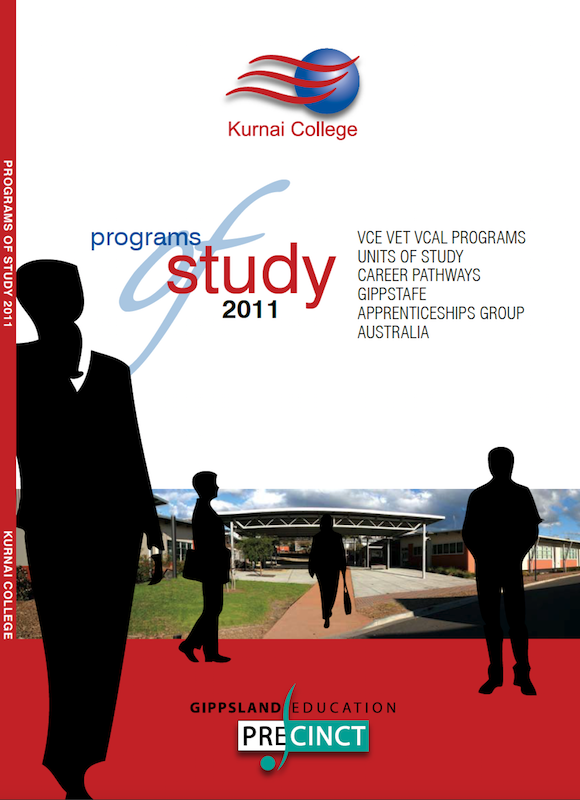 Kurnai College
programs
of
study
2011
VCE VET VCAL PROGRAMS
UNITS OF STUDY
CAREER PATHWAYS
GIPPSTAFE
APPRENTICESHIPS GROUP
AUSTRALIA
PROGRAMS OF STUDY 2011
KURNAI COLLEGE
GIPPSLAND EDUCATION
PRECINCT